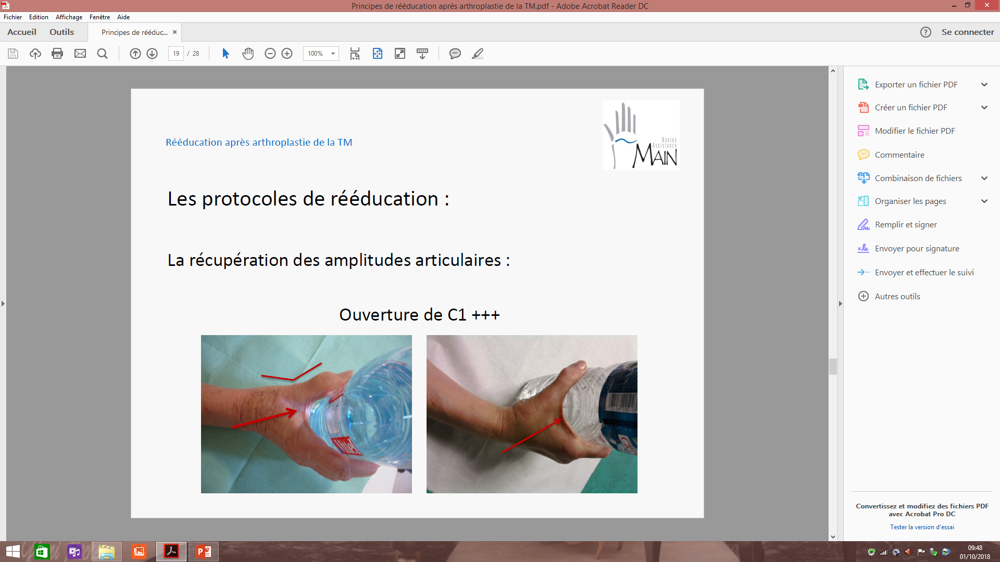 Principes de rééducation après arthroplastie de la TM.pdf - Adobe Acrobat Reader DC
Fichier Edition Affichage Fenêtre Aide
Accueil Outils Principes de rééduc... × Se connecter
19 / 28 100%
Rééducation après arthroplastie de la TM
Nantes
Assistance
MAIN
Les protocoles de rééducation :
La récupération des amplitudes articulaires :
Ouverture de C1 +++
Vittel
Exporter un fichier PDF
Créer un fichier PDF
Modifier le fichier PDF
Commentaire
Combinaison de fichiers
Organiser les pages
Remplir et signer
Envoyer pour signature
Envoyer et effectuer le suivi
Autres outils
Convertissez et modifiez des fichiers PDF
avec Acrobat Pro DC
Tester la version d'essai
09:48
01/10/2018